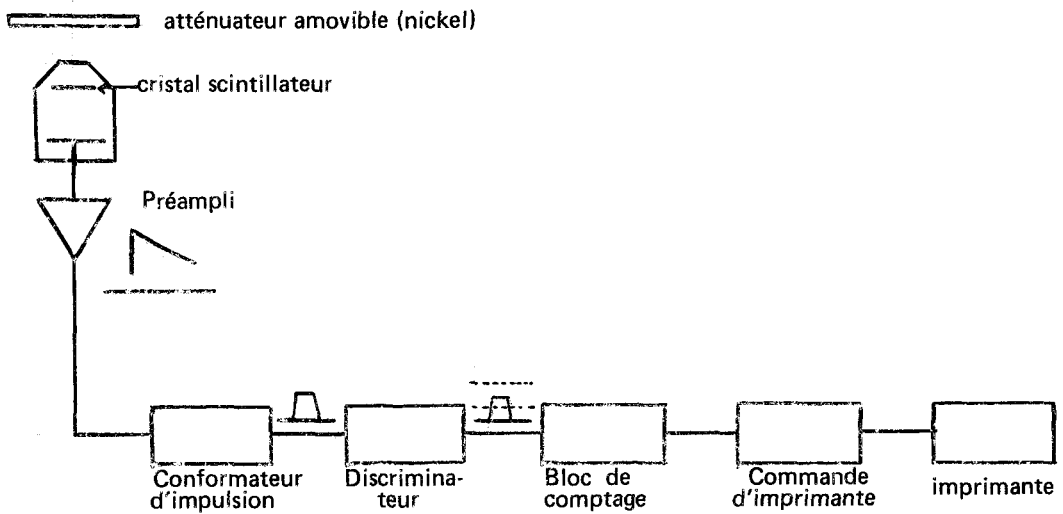 atténuateur amovible (nickel)
cristal scintillateur
Préampli
Conformateur
d'impulsion
Discrimina-
teur
Bloc de
comptage
Commande
d'imprimante
imprimante